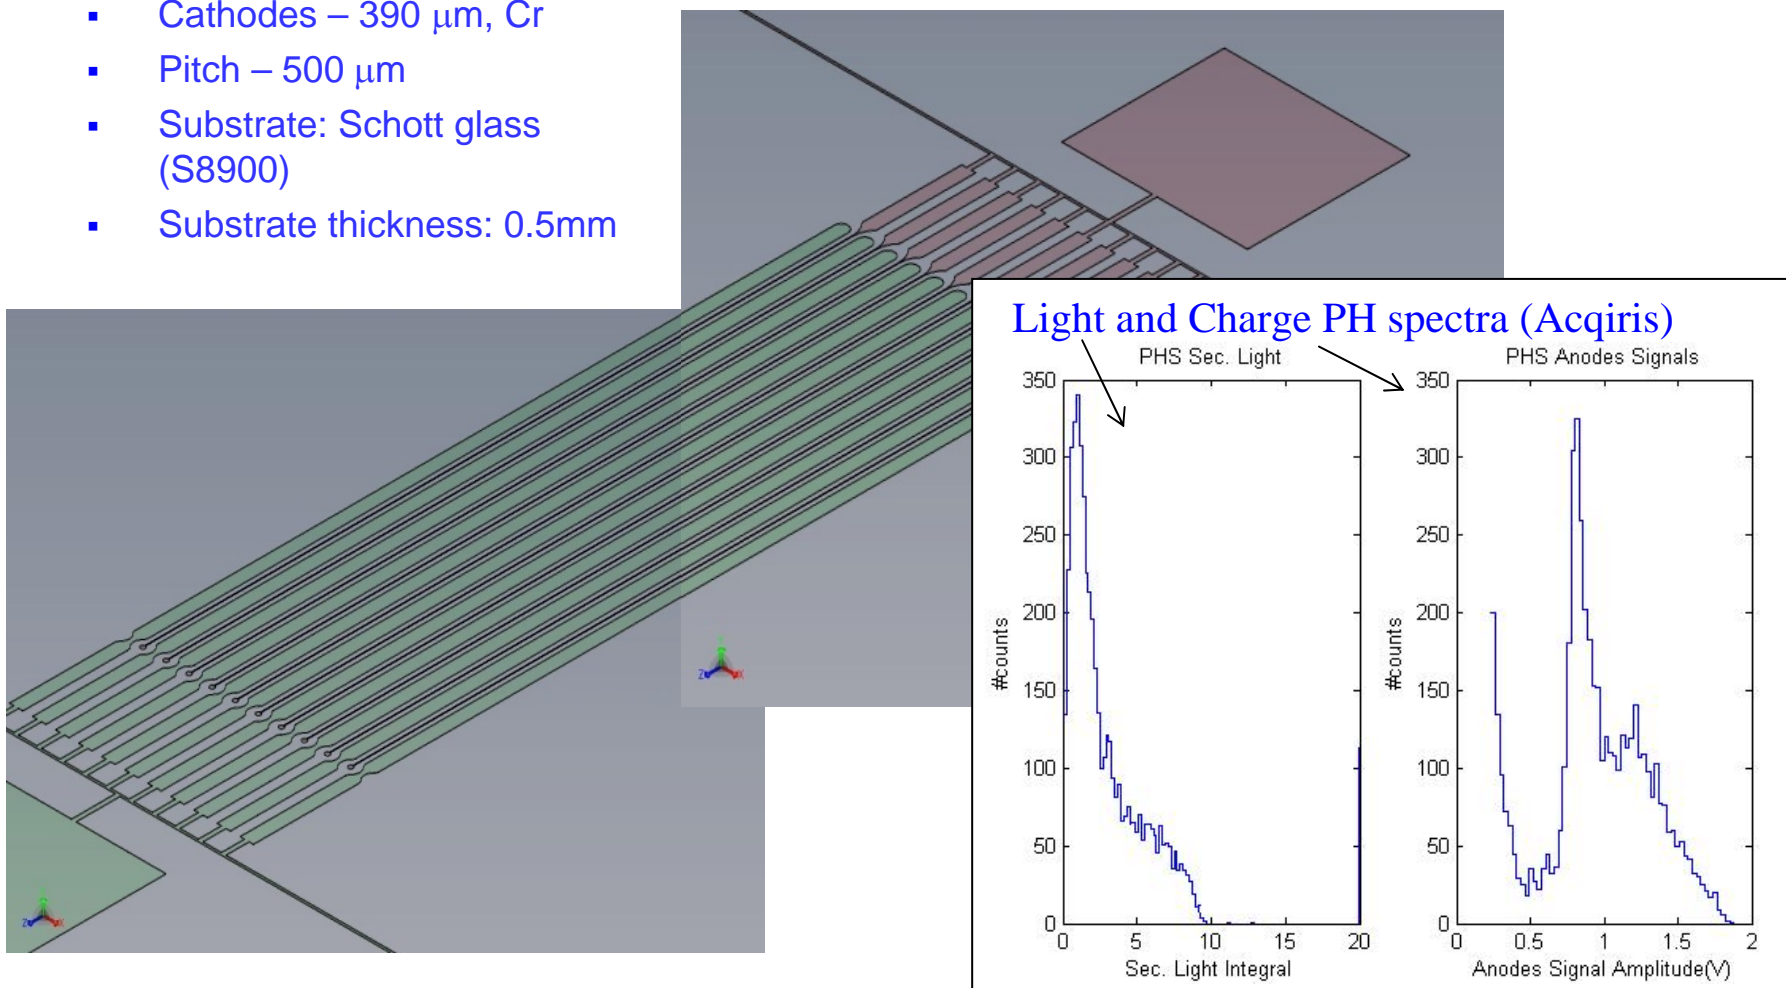 Cathodes – 390 μm, Cr
Pitch – 500 μm
Substrate: Schott glass
(S8900)
Substrate thickness: 0.5mm
Light and Charge PH spectra (Acqiris)
PHS Sec. Light
350
300
250
200
150
100
50
0
#counts
0 5 10 15 20
Sec. Light Integral
PHS Anodes Signals
350
300
250
200
150
100
50
0
#counts
0 0.5 1 1.5 2
Anodes Signal Amplitude(V)